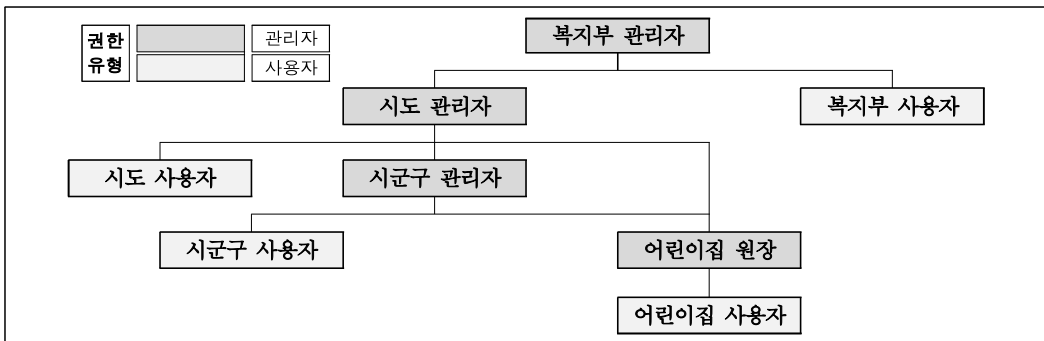 권한
유형
관리자
사용자
복지부 관리자
시도 관리자
복지부 사용자
시도 사용자
시군구 관리자
시군구 사용자
어린이집 원장
어린이집 사용자